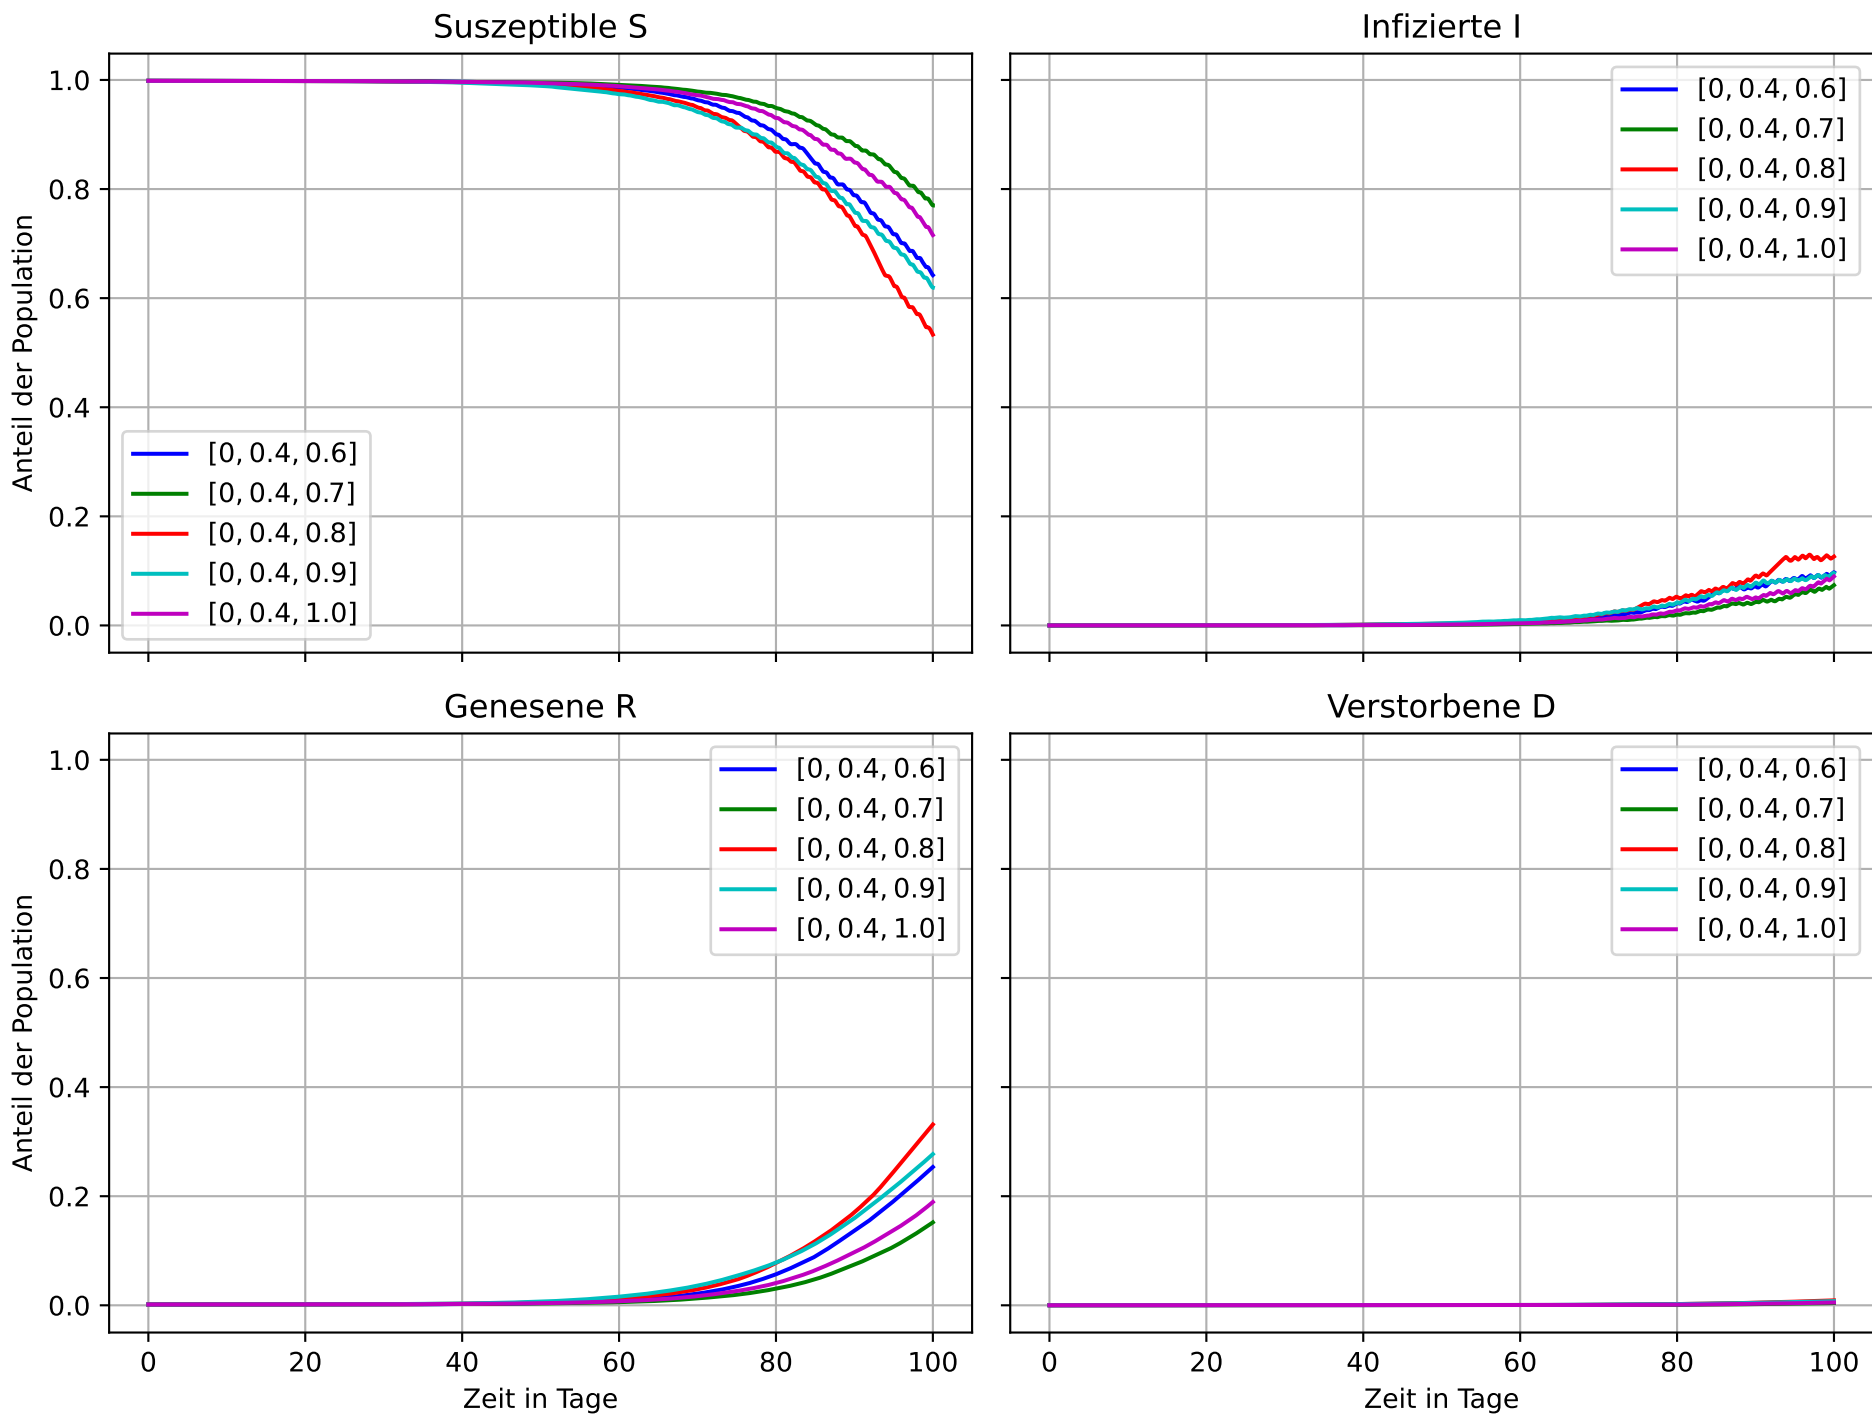 Suszeptible S
1.0
0.8
0.6
0.4
0.2
0.0
Anteil der Population
[0, 0.4, 0.6]
[0, 0.4, 0.7]
[0, 0.4, 0.8]
[0, 0.4, 0.9]
[0, 0.4, 1.0]
Infizierte I
[0, 0.4, 0.6]
[0, 0.4, 0.7]
[0, 0.4, 0.8]
[0, 0.4, 0.9]
[0, 0.4, 1.0]
Genesene R
1.0
0.8
0.6
0.4
0.2
0.0
Anteil der Population
[0, 0.4, 0.6]
[0, 0.4, 0.7]
[0, 0.4, 0.8]
[0, 0.4, 0.9]
[0, 0.4, 1.0]
0 20 40 60 80 100
Zeit in Tage
Verstorbene D
[0, 0.4, 0.6]
[0, 0.4, 0.7]
[0, 0.4, 0.8]
[0, 0.4, 0.9]
[0, 0.4, 1.0]
0 20 40 60 80 100
Zeit in Tage